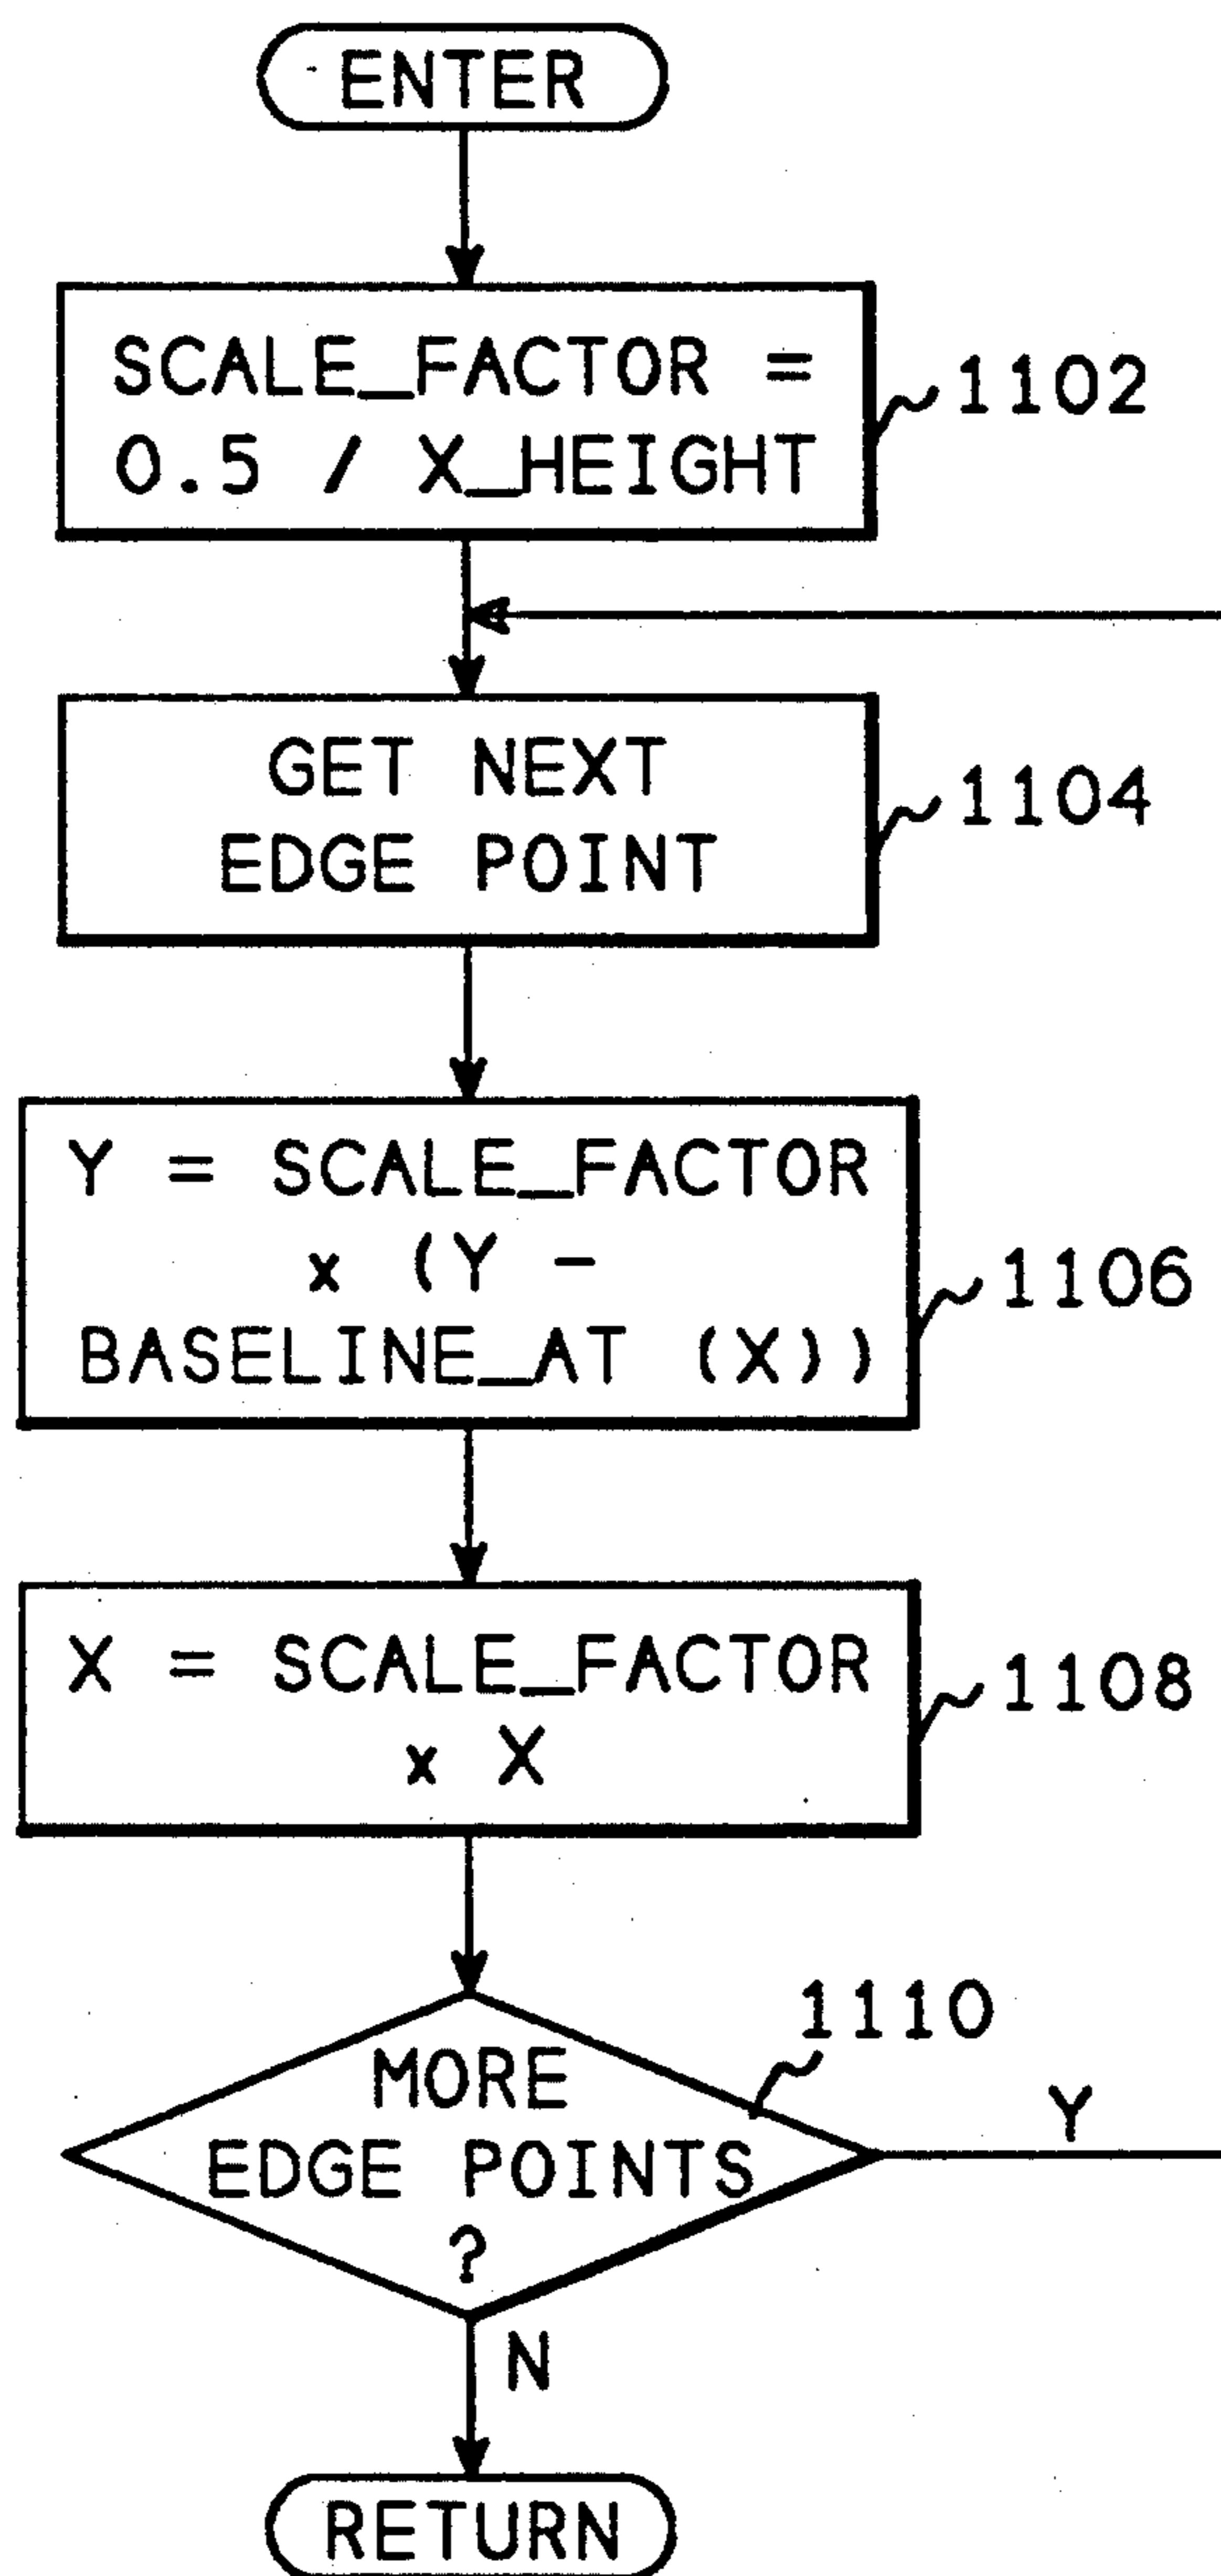 ENTER
SCALE_FACTOR =
0.5 / X_HEIGHT
1102
GET NEXT
EDGE POINT
1104
Y = SCALE_FACTOR
x (Y -
BASELINE_AT (X))
1106
X = SCALE_FACTOR
x X
1108
1110
MORE
EDGE POINTS
?
Y
N
RETURN